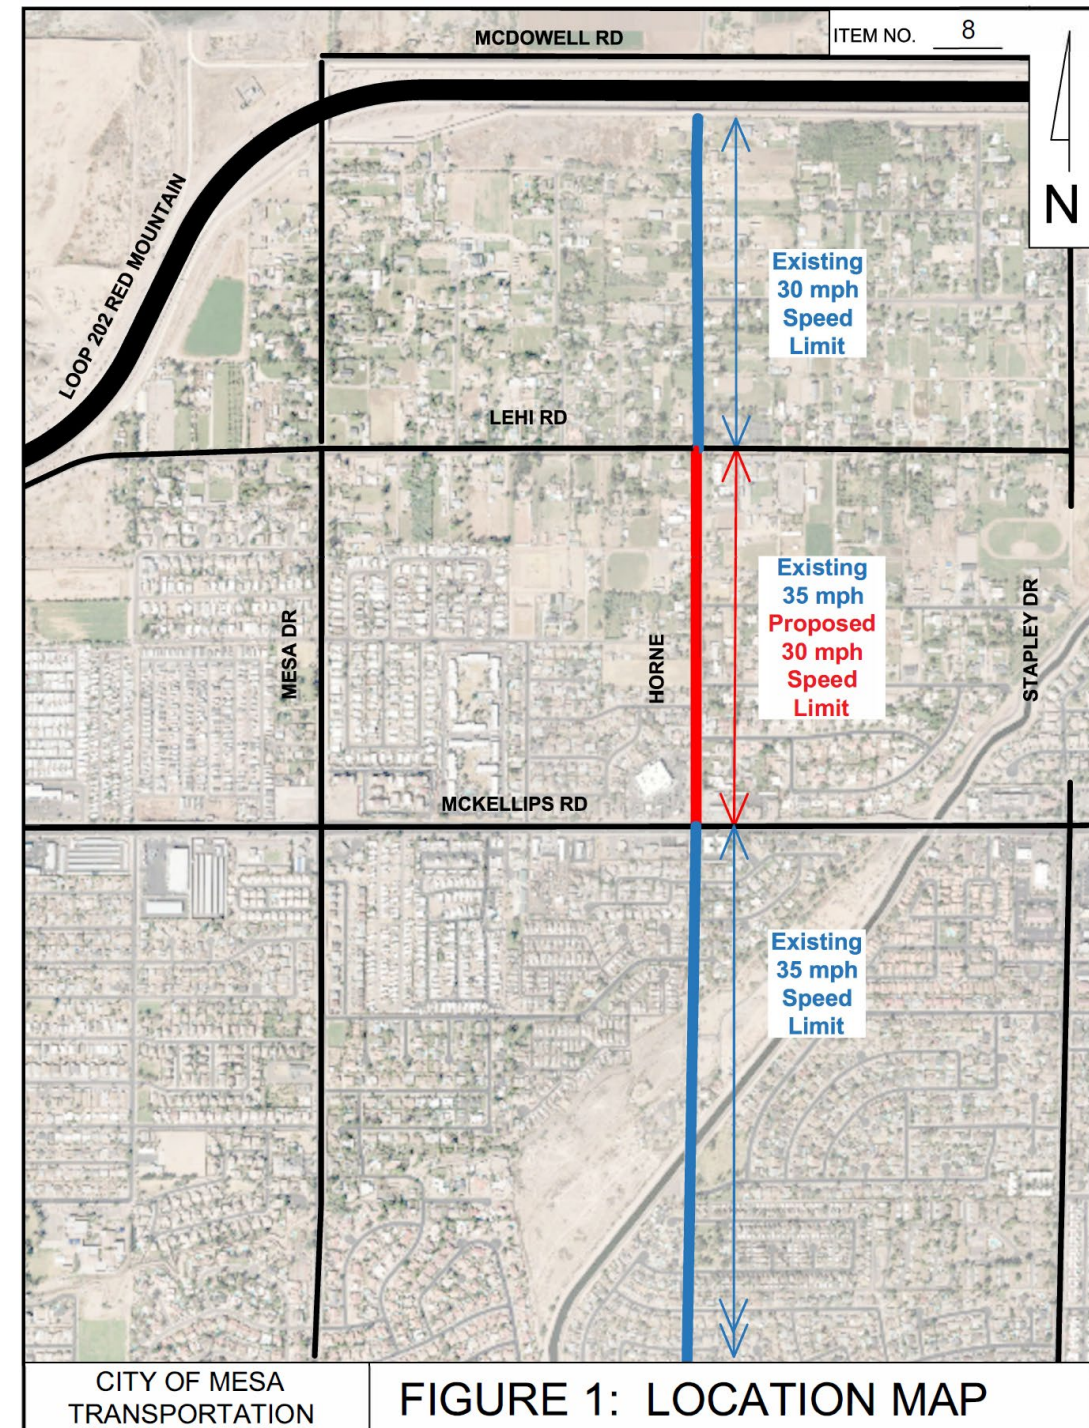 MCDOWELL RD
ITEM NO. 8
N
LOOP 202 RED MOUNTAIN
Existing
30 mph
Speed
Limit
LEHI RD
Existing
35 mph
Proposed
30 mph
Speed
Limit
MESA DR
HORNE
STAPLEY DR
MCKELLIPS RD
Existing
35 mph
Speed
Limit
CITY OF MESA
TRANSPORTATION
FIGURE 1: LOCATION MAP